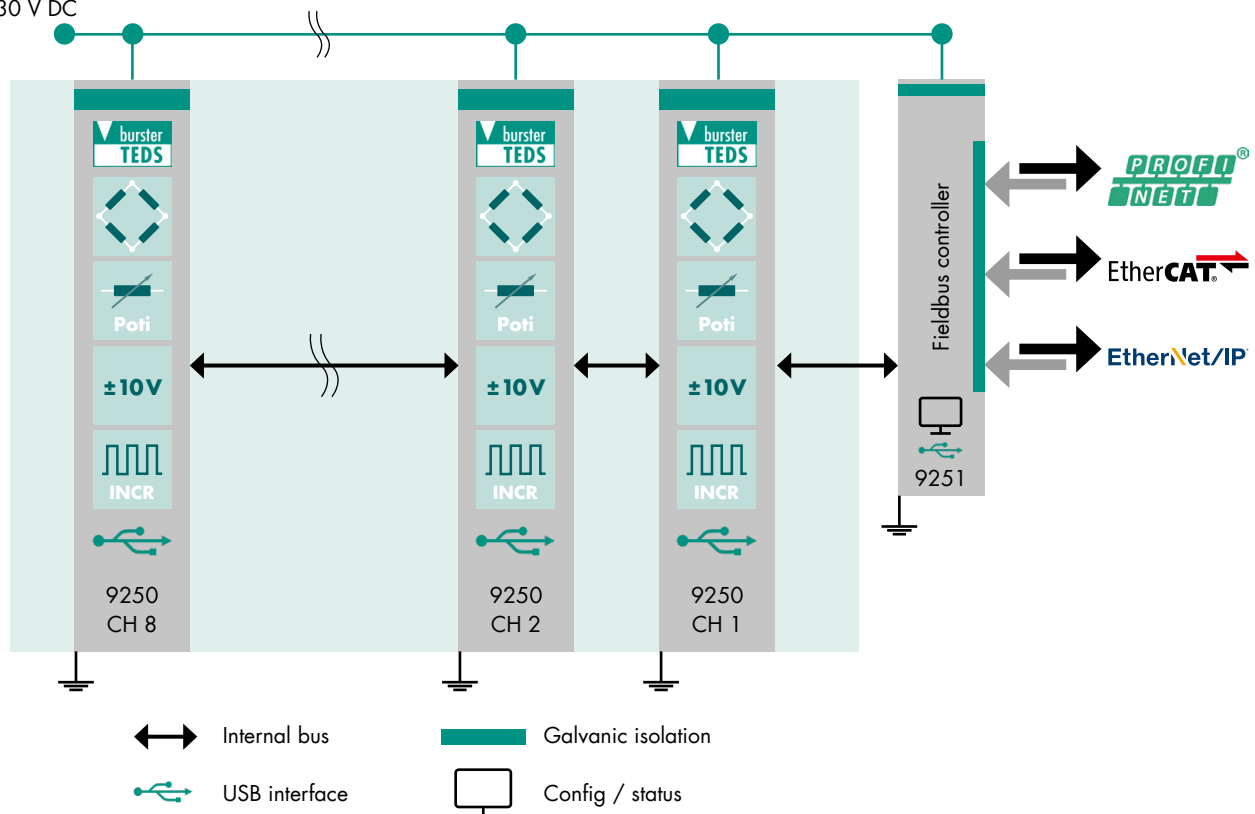 30 V DC
burster
TEDS
Poti
±10V
INCR
9250
CH 8
burster
TEDS
Poti
±10V
INCR
9250
CH 2
burster
TEDS
Poti
±10V
INCR
9250
CH 1
Fieldbus controller
9251
PROFI
NET®
EtherCAT®
EtherNet/IP
Internal bus
Galvanic isolation
USB interface
Config / status